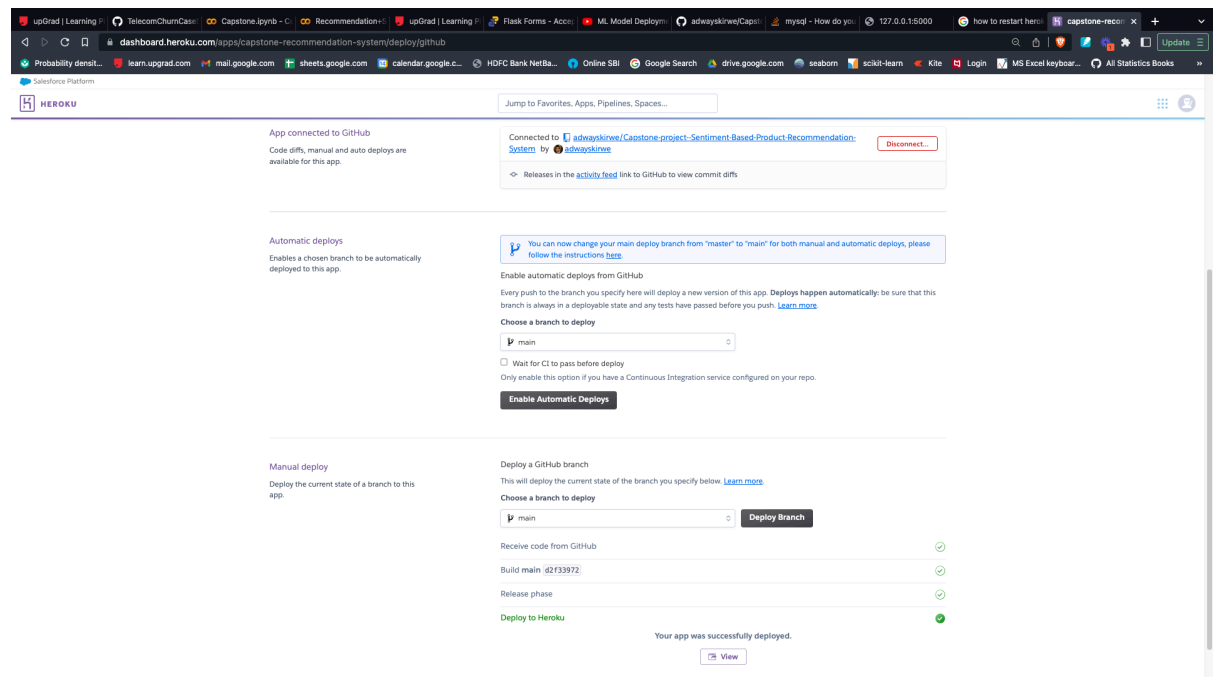 upGrad | Learning P
TelecomChurnCase
Capstone.ipynb - C
Recommendation+S
upGrad | Learning P
Flask Forms - Acce
ML Model Deploym
adwayskirwe/Capst
mysql - How do you
127.0.0.1:5000
how to restart herok
capstone-recom
dashboard.heroku.com/apps/capstone-recommendation-system/deploy/github
Update
Probability densit...
learn.upgrad.com
mail.google.com
sheets.google.com
calendar.google.c...
HDFC Bank NetBa...
Online SBI
Google Search
drive.google.com
seaborn
scikit-learn
Kite
Login
MS Excel keyboar...
All Statistics Books
»
Salesforce Platform
HEROKU
Jump to Favorites, Apps, Pipelines, Spaces...
App connected to GitHub
Code diffs, manual and auto deploys are
available for this app.
Connected to adwayskirwe/Capstone-project--Sentiment-Based-Product-Recommendation-
System by adwayskirwe
Disconnect...
Releases in the activity feed link to GitHub to view commit diffs
Automatic deploys
Enables a chosen branch to be automatically
deployed to this app.
You can now change your main deploy branch from "master" to "main" for both manual and automatic deploys, please
follow the instructions here.
Enable automatic deploys from GitHub
Every push to the branch you specify here will deploy a new version of this app. Deploys happen automatically: be sure that this
branch is always in a deployable state and any tests have passed before you push. Learn more.
Choose a branch to deploy
main
Wait for CI to pass before deploy
Only enable this option if you have a Continuous Integration service configured on your repo.
Enable Automatic Deploys
Manual deploy
Deploy the current state of a branch to this
app.
Deploy a GitHub branch
This will deploy the current state of the branch you specify below. Learn more.
Choose a branch to deploy
main
Deploy Branch
Receive code from GitHub
Build main d2f33972
Release phase
Deploy to Heroku
Your app was successfully deployed.
View